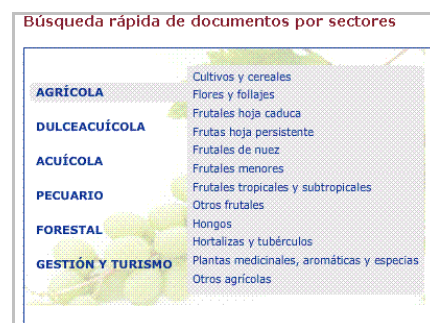 Búsqueda rápida de documentos por sectores
AGRÍCOLA
DULCEACUÍCOLA
ACUÍCOLA
PECUARIO
FORESTAL
GESTIÓN Y TURISMO
Cultivos y cereales
Flores y follajes
Frutales hoja caduca
Frutas hoja persistente
Frutales de nuez
Frutales menores
Frutales tropicales y subtropicales
Otros frutales
Hongos
Hortalizas y tubérculos
Plantas medicinales, aromáticas y especias
Otros agrícolas